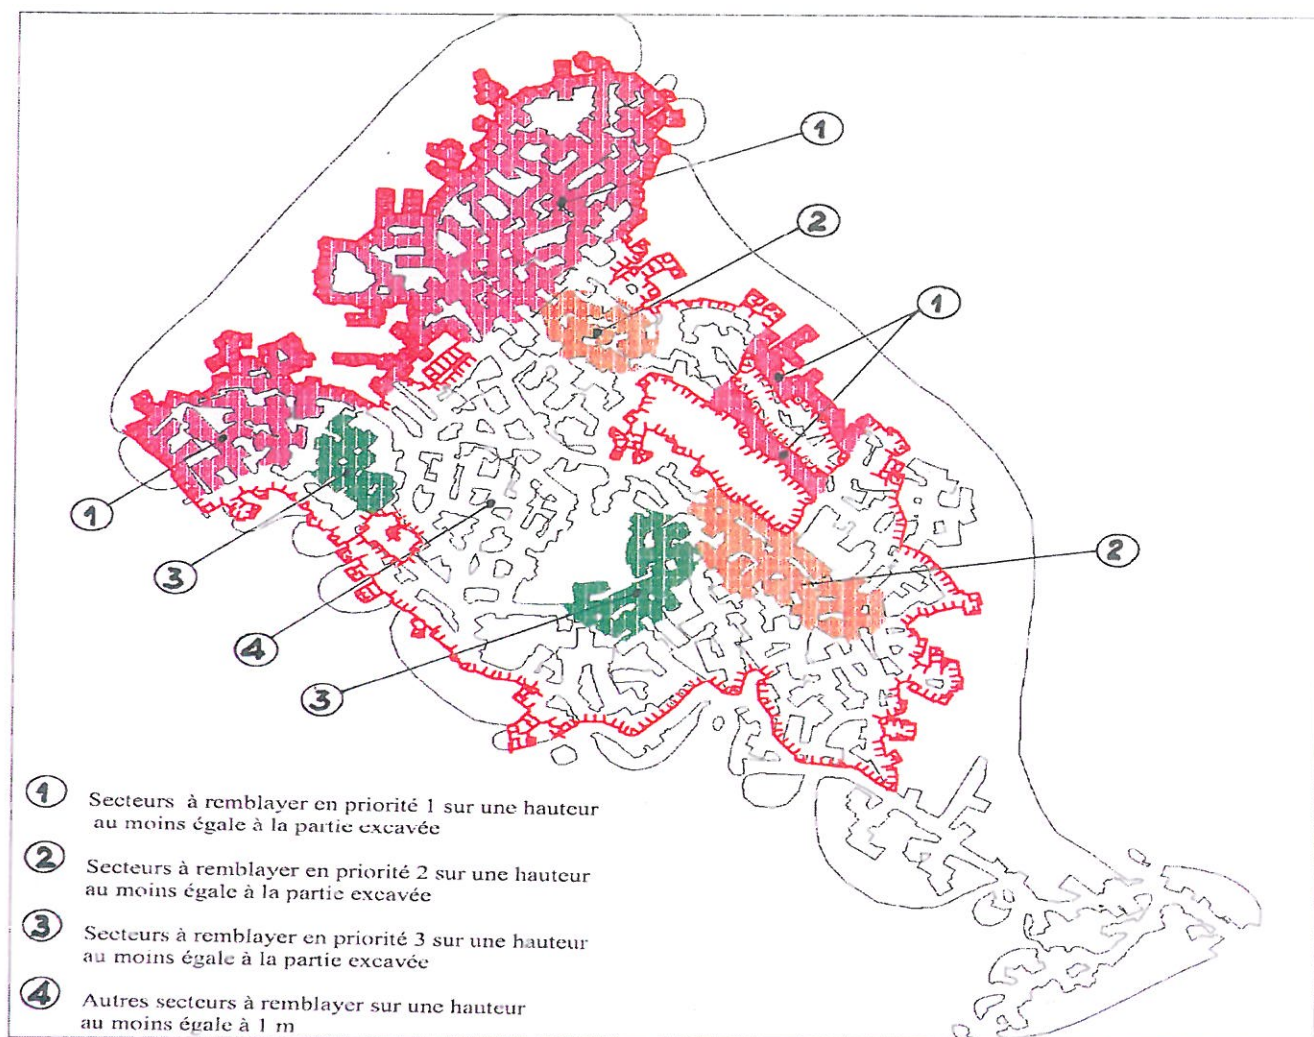 1
2
1
2
1
3
4
3
1 Secteurs à remblayer en priorité 1 sur une hauteur
au moins égale à la partie excavée
2 Secteurs à remblayer en priorité 2 sur une hauteur
au moins égale à la partie excavée
3 Secteurs à remblayer en priorité 3 sur une hauteur
au moins égale à la partie excavée
4 Autres secteurs à remblayer sur une hauteur
au moins égale à 1 m